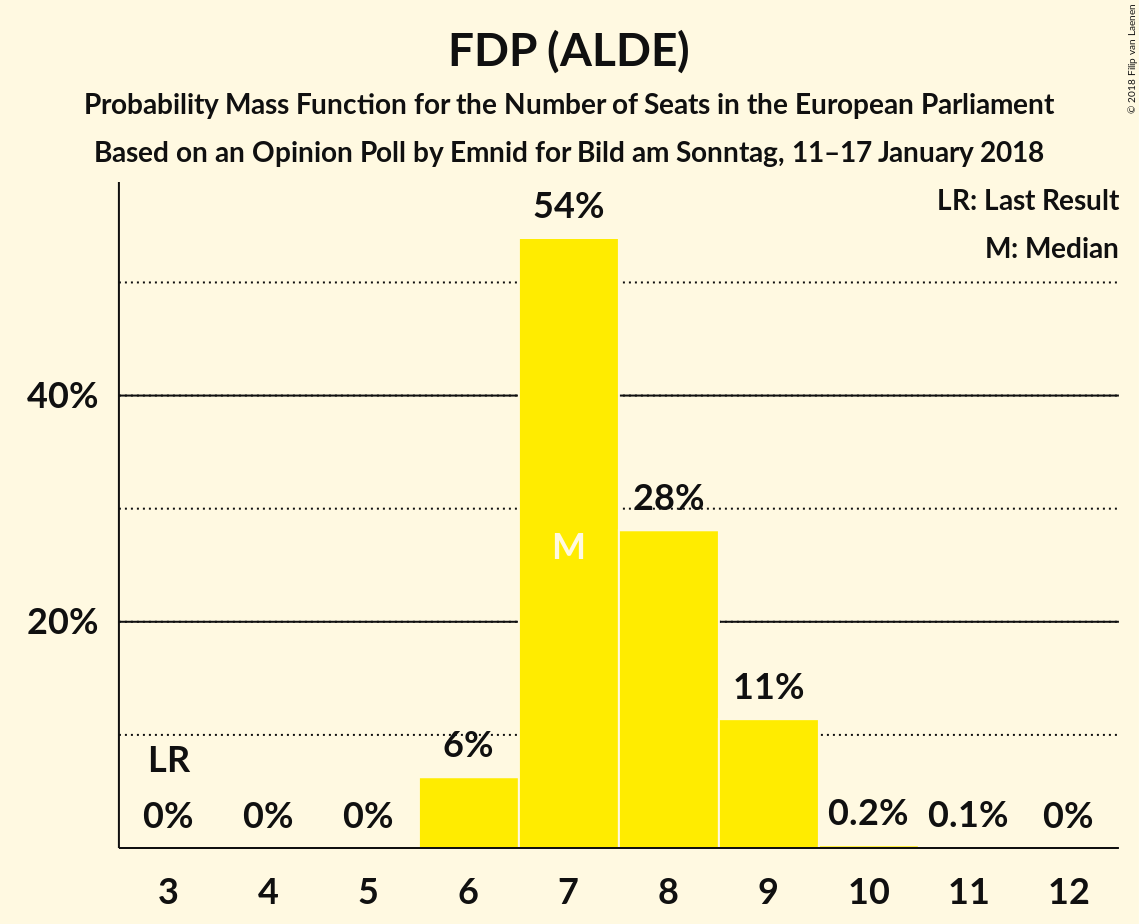 FDP (ALDE)
Probability Mass Function for the Number of Seats in the European Parliament
Based on an Opinion Poll by Emnid for Bild am Sonntag, 11–17 January 2018
© 2018 Filip van Laenen
LR: Last Result
M: Median
54%
40%
28%
M
20%
11%
6%
LR
0% 0% 0% 0.2% 0.1% 0%
3 4 5 6 7 8 9 10 11 12